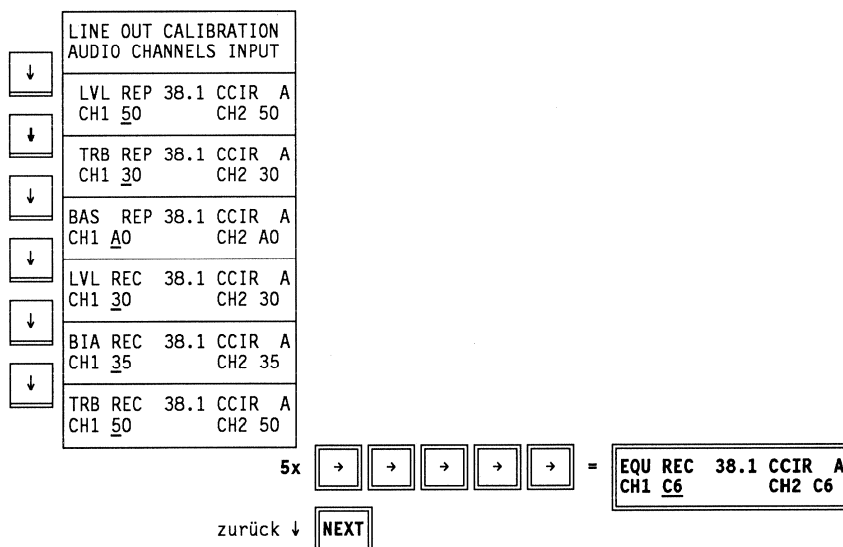 LINE OUT CALIBRATION
AUDIO CHANNELS INPUT
↓
LVL REP 38.1 CCIR A
CH1 50 CH2 50
↓
TRB REP 38.1 CCIR A
CH1 30 CH2 30
↓
BAS REP 38.1 CCIR A
CH1 A0 CH2 A0
↓
LVL REC 38.1 CCIR A
CH1 30 CH2 30
↓
BIA REC 38.1 CCIR A
CH1 35 CH2 35
↓
TRB REC 38.1 CCIR A
CH1 50 CH2 50
5x → → → → → = EQU REC 38.1 CCIR A
CH1 C6 CH2 C6
zurück ↓ NEXT